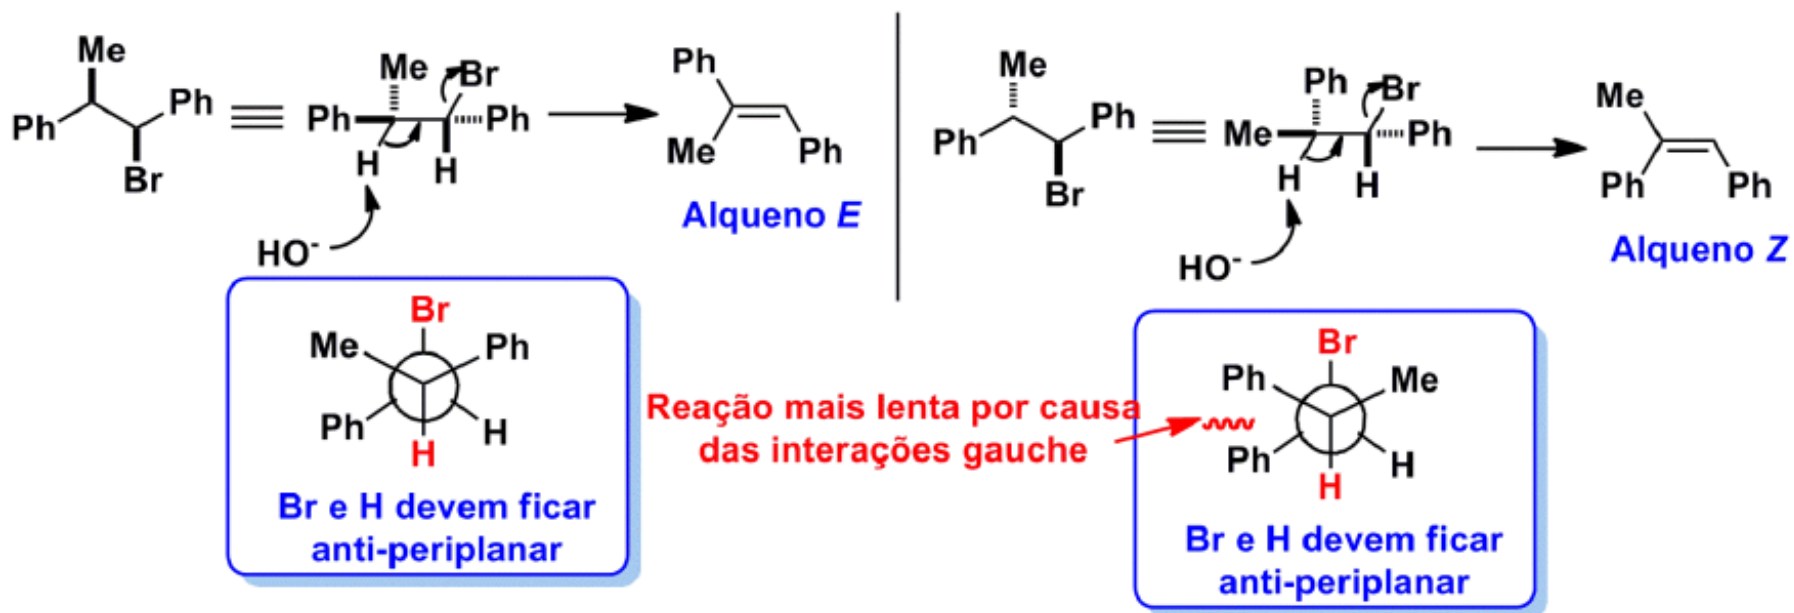 Me
Ph
Ph
Br
Me
Br
Ph
Ph
H
H
HO-
Ph
Me
Ph
Alqueno E
Br
Me
Ph
Ph
H
H
Br e H devem ficar
anti-periplanar
Reação mais lenta por causa
das interações gauche
Me
Ph
Ph
Br
Ph
Br
Me
Ph
H
H
HO-
Me
Ph
Ph
Alqueno Z
Br
Ph
Me
Ph
H
H
Br e H devem ficar
anti-periplanar